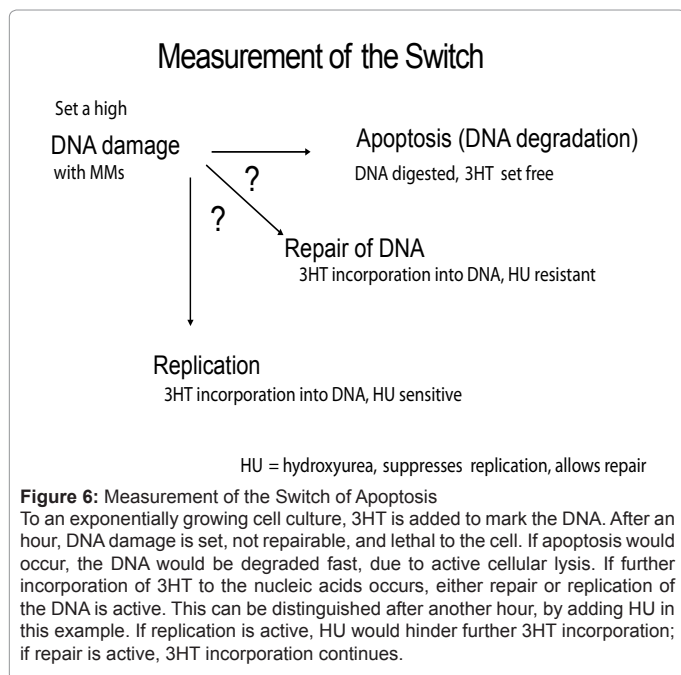 Measurement of the Switch
Set a high
DNA damage
with MMs
Apoptosis (DNA degradation)
DNA digested, 3HT set free
?
?
Repair of DNA
3HT incorporation into DNA, HU resistant
Replication
3HT incorporation into DNA, HU sensitive
HU = hydroxyurea, suppresses replication, allows repair
Figure 6: Measurement of the Switch of Apoptosis
To an exponentially growing cell culture, 3HT is added to mark the DNA. After an
hour, DNA damage is set, not repairable, and lethal to the cell. If apoptosis would
occur, the DNA would be degraded fast, due to active cellular lysis. If further
incorporation of 3HT to the nucleic acids occurs, either repair or replication of
the DNA is active. This can be distinguished after another hour, by adding HU in
this example. If replication is active, HU would hinder further 3HT incorporation;
if repair is active, 3HT incorporation continues.